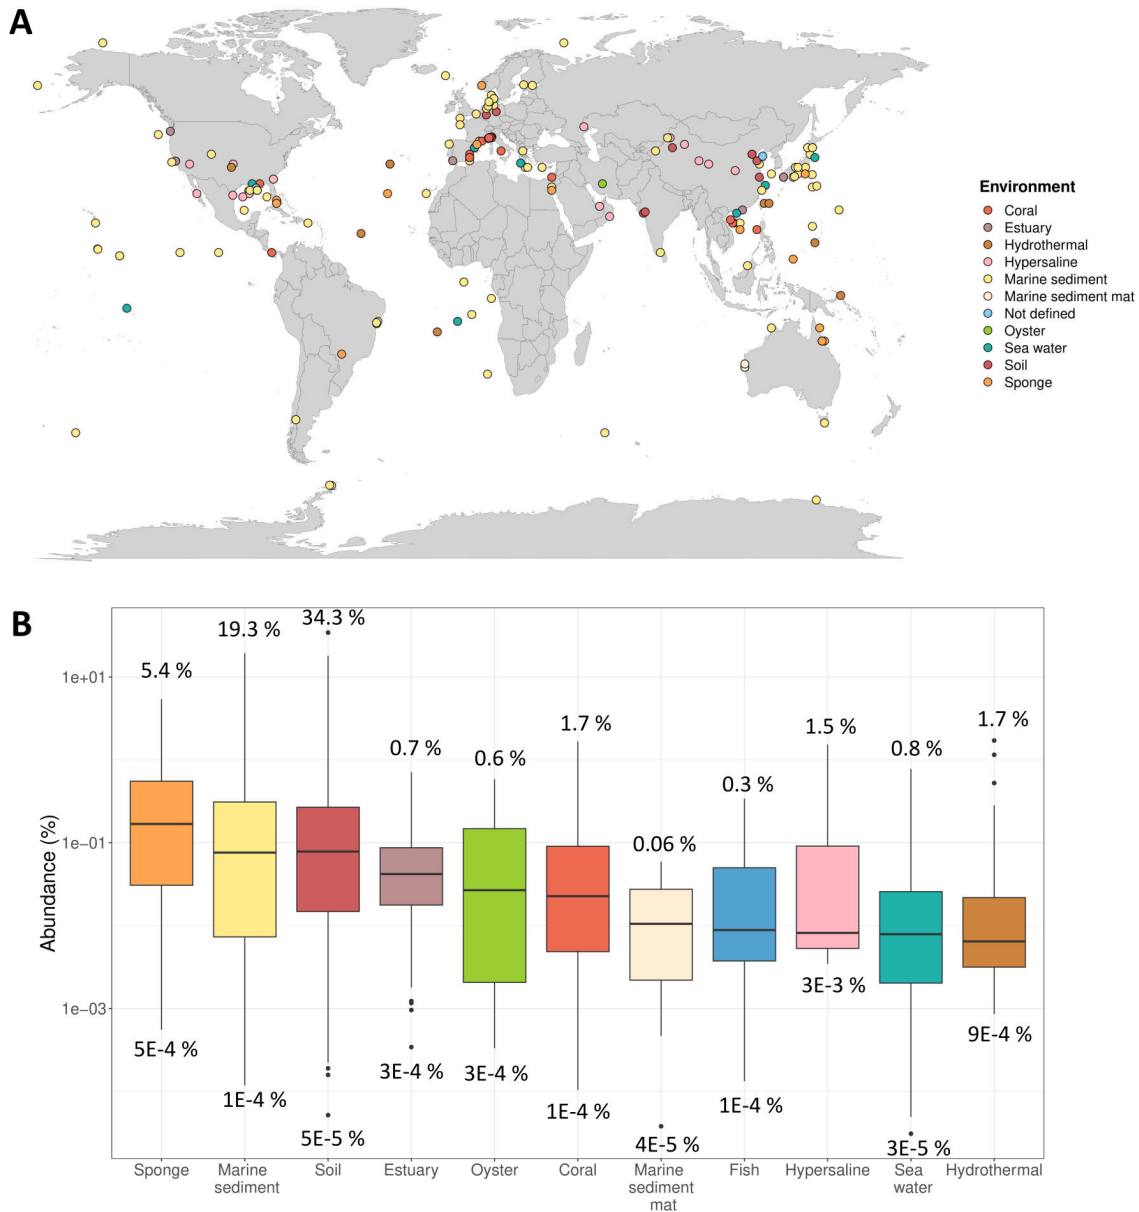 A
Environment
Coral
Estuary
Hydrothermal
Hypersaline
Marine sediment
Marine sediment mat
Not defined
Oyster
Sea water
Soil
Sponge
B
Abundance (%)
1e+01
1e−01
1e−03
5.4 %
19.3 %
34.3 %
0.7 %
0.6 %
1.7 %
0.06 %
0.3 %
1.5 %
0.8 %
1.7 %
5E-4 %
1E-4 %
5E-5 %
3E-4 %
3E-4 %
1E-4 %
4E-5 %
1E-4 %
3E-3 %
3E-5 %
9E-4 %
Sponge
Marine
sediment
Soil
Estuary
Oyster
Coral
Marine
sediment
mat
Fish
Hypersaline
Sea
water
Hydrothermal